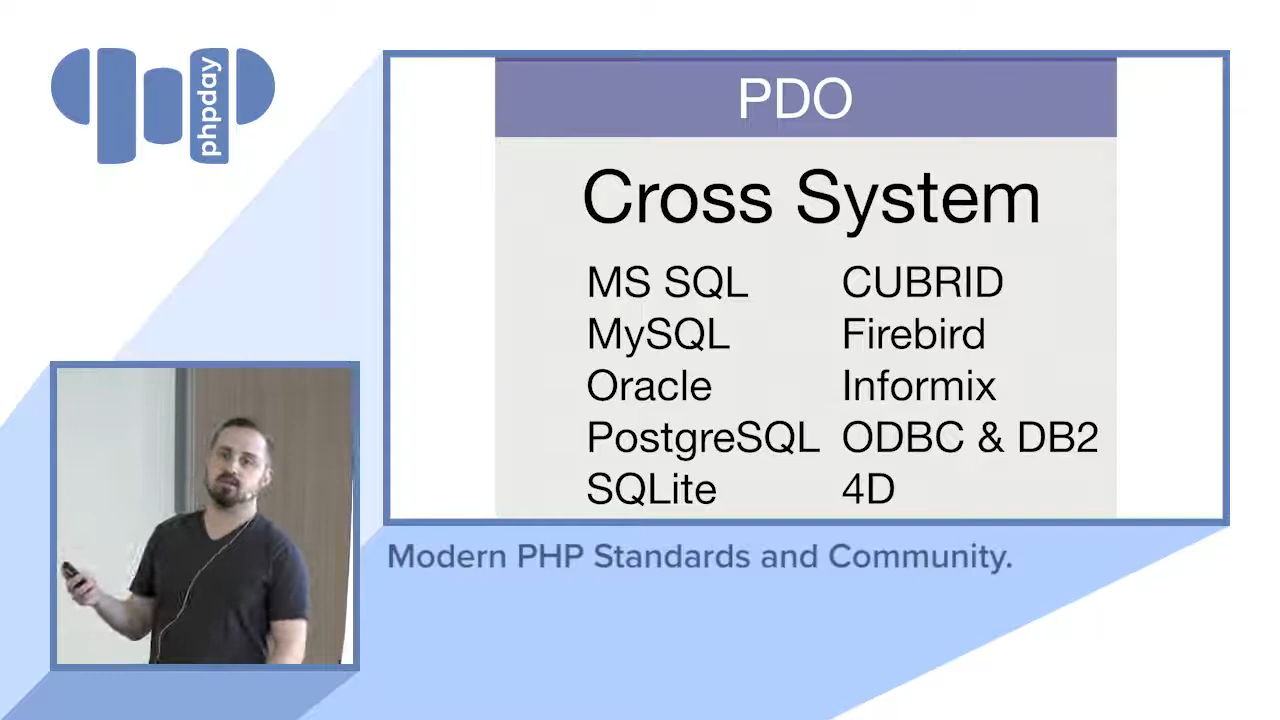 phpday
PDO
Cross System
MS SQL CUBRID
MySQL Firebird
Oracle Informix
PostgreSQL ODBC & DB2
SQLite 4D
Modern PHP Standards and Community.